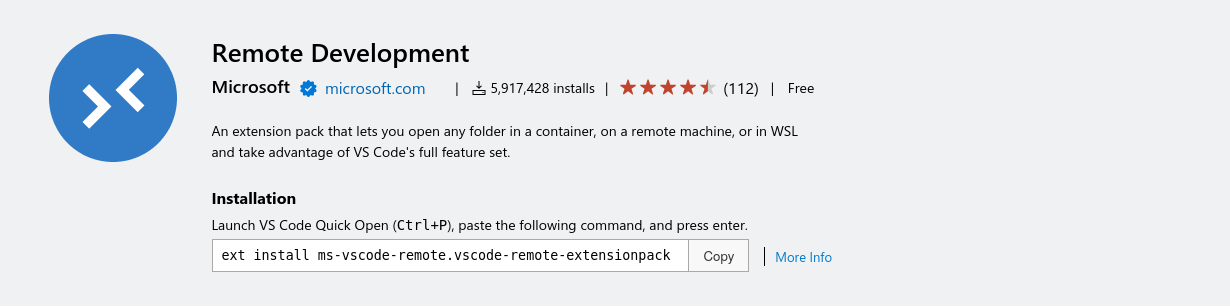 Remote Development
Microsoft microsoft.com | 5,917,428 installs | (112) | Free
An extension pack that lets you open any folder in a container, on a remote machine, or in WSL
and take advantage of VS Code's full feature set.
Installation
Launch VS Code Quick Open (Ctrl+P), paste the following command, and press enter.
ext install ms-vscode-remote.vscode-remote-extensionpack Copy | More Info